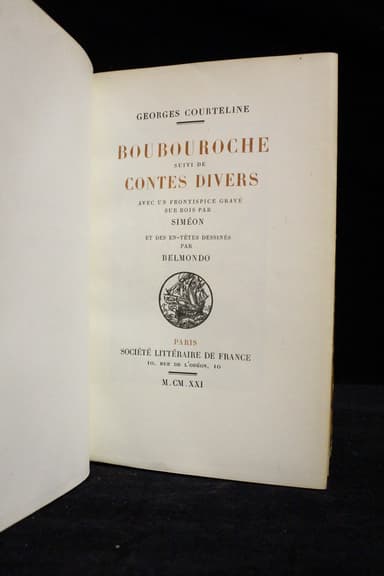 GEORGES COURTELINE
BOUBOUROCHE
SUIVI DE
CONTES DIVERS
AVEC UN FRONTISPICE GRAVÉ
SUR BOIS PAR
SIMÉON
ET DES EN-TÊTES DESSINÉS
PAR
BELMONDO
PARIS
SOCIÉTÉ LITTÉRAIRE DE FRANCE
10, RUE DE L'ODÉON, 10
M.CM.XXI